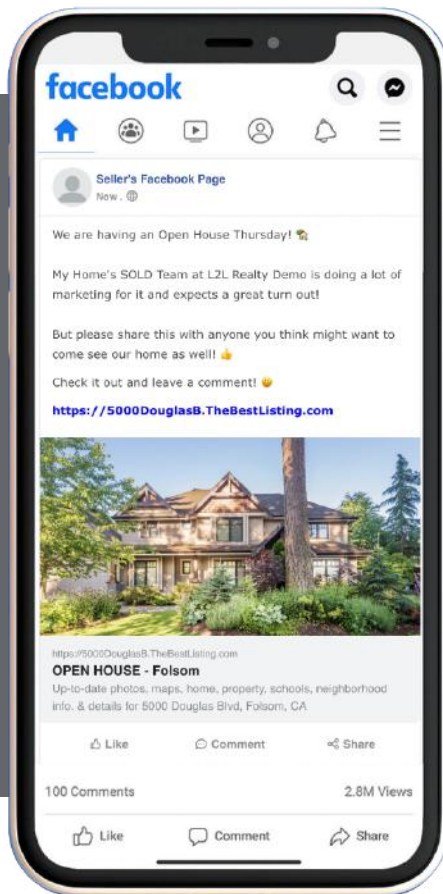 facebook
Seller's Facebook Page
Now .
We are having an Open House Thursday! 🏡
My Home's SOLD Team at L2L Realty Demo is doing a lot of
marketing for it and expects a great turn out!
But please share this with anyone you think might want to
come see our home as well! 👍
Check it out and leave a comment! 😀
https://5000DouglasB.TheBestListing.com
https://5000DouglasB.TheBestListing.com
OPEN HOUSE - Folsom
Up-to-date photos, maps, home, property, schools, neighborhood
info. & details for 5000 Douglas Blvd, Folsom, CA
Like Comment Share
100 Comments 2.8M Views
Like Comment Share